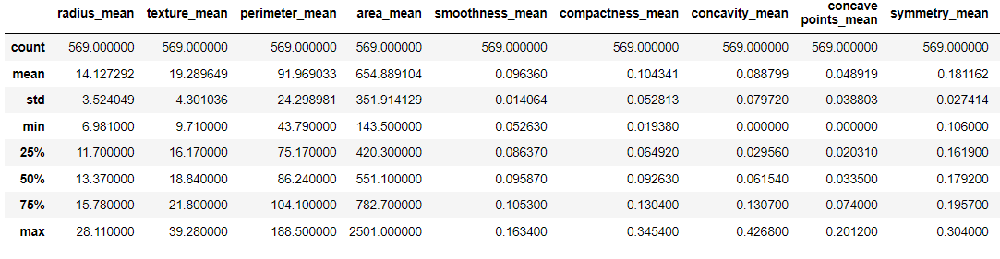 radius_mean texture_mean perimeter_mean area_mean smoothness_mean compactness_mean concavity_mean concave points_mean symmetry_mean
count 569.000000 569.000000 569.000000 569.000000 569.000000 569.000000 569.000000 569.000000 569.000000
mean 14.127292 19.289649 91.969033 654.889104 0.096360 0.104341 0.088799 0.048919 0.181162
std 3.524049 4.301036 24.298981 351.914129 0.014064 0.052813 0.079720 0.038803 0.027414
min 6.981000 9.710000 43.790000 143.500000 0.052630 0.019380 0.000000 0.000000 0.106000
25% 11.700000 16.170000 75.170000 420.300000 0.086370 0.064920 0.029560 0.020310 0.161900
50% 13.370000 18.840000 86.240000 551.100000 0.095870 0.092630 0.061540 0.033500 0.179200
75% 15.780000 21.800000 104.100000 782.700000 0.105300 0.130400 0.130700 0.074000 0.195700
max 28.110000 39.280000 188.500000 2501.000000 0.163400 0.345400 0.426800 0.201200 0.304000